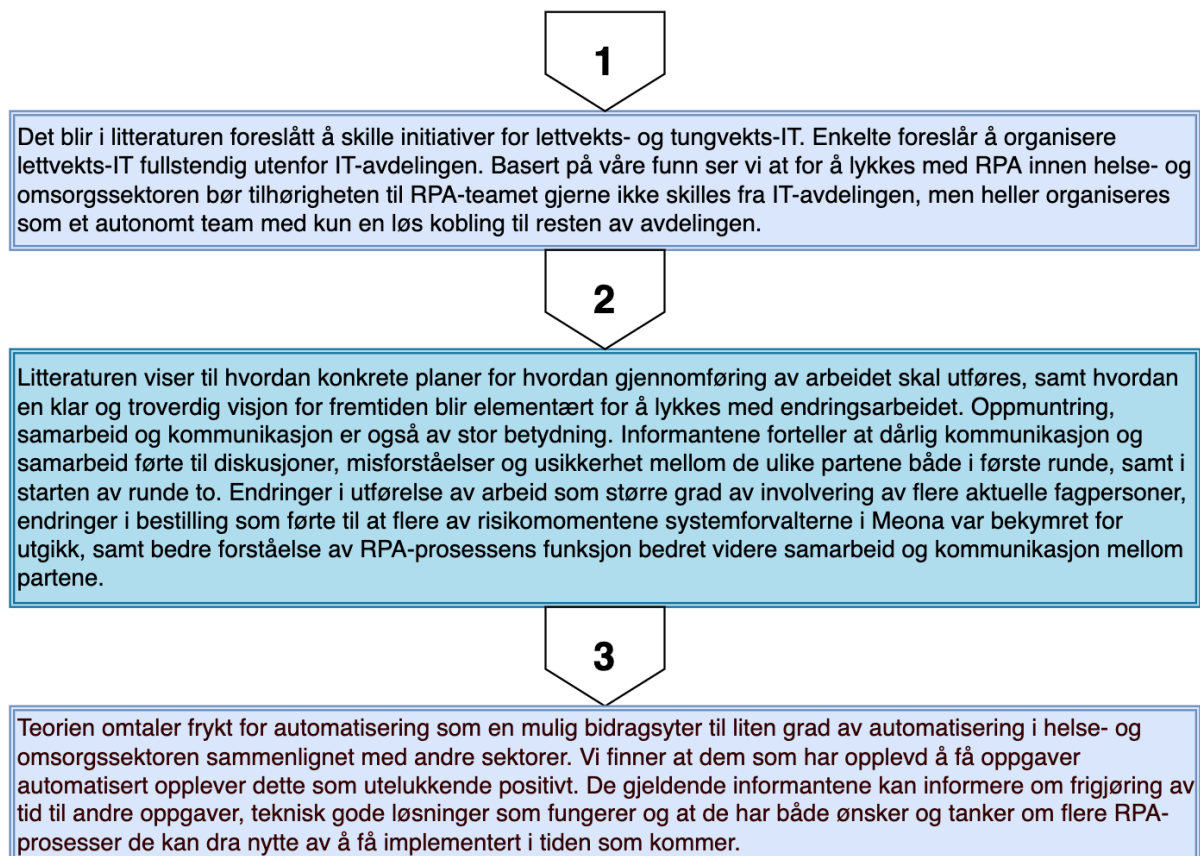 1
Det blir i litteraturen foreslått å skille initiativer for lettvekts- og tungvekts-IT. Enkelte foreslår å organisere
lettvekts-IT fullstendig utenfor IT-avdelingen. Basert på våre funn ser vi at for å lykkes med RPA innen helse- og
omsorgssektoren bør tilhørigheten til RPA-teamet gjerne ikke skilles fra IT-avdelingen, men heller organiseres
som et autonomt team med kun en løs kobling til resten av avdelingen.
2
Litteraturen viser til hvordan konkrete planer for hvordan gjennomføring av arbeidet skal utføres, samt hvordan
en klar og troverdig visjon for fremtiden blir elementært for å lykkes med endringsarbeidet. Oppmuntring,
samarbeid og kommunikasjon er også av stor betydning. Informantene forteller at dårlig kommunikasjon og
samarbeid førte til diskusjoner, misforståelser og usikkerhet mellom de ulike partene både i første runde, samt i
starten av runde to. Endringer i utførelse av arbeid som større grad av involvering av flere aktuelle fagpersoner,
endringer i bestilling som førte til at flere av risikomomentene systemforvalterne i Meona var bekymret for
utgikk, samt bedre forståelse av RPA-prosessens funksjon bedret videre samarbeid og kommunikasjon mellom
partene.
3
Teorien omtaler frykt for automatisering som en mulig bidragsyter til liten grad av automatisering i helse- og
omsorgssektoren sammenlignet med andre sektorer. Vi finner at dem som har opplevd å få oppgaver
automatisert opplever dette som utelukkende positivt. De gjeldende informantene kan informere om frigjøring av
tid til andre oppgaver, teknisk gode løsninger som fungerer og at de har både ønsker og tanker om flere RPA-
prosesser de kan dra nytte av å få implementert i tiden som kommer.